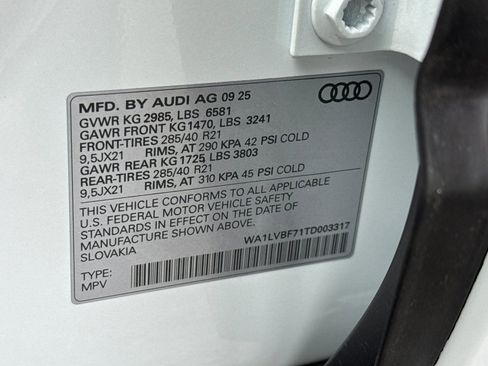 MFD. BY AUDI AG 09 25
GVWR KG 2985, LBS 6581
GAWR FRONT KG1470, LBS 3241
FRONT-TIRES 285/40 R21
9,5JX21 RIMS, AT 290 KPA 42 PSI COLD
GAWR REAR KG1725, LBS 3803
REAR-TIRES 285/40 R21
9,5JX21 RIMS, AT 310 KPA 45 PSI COLD
THIS VEHICLE CONFORMS TO ALL APPLICABLE
U.S. FEDERAL MOTOR VEHICLE SAFETY
STANDARDS IN EFFECT ON THE DATE OF
MANUFACTURE SHOWN ABOVE.
SLOVAKIA
WA1LVBF71TD003317
TYPE:
MPV